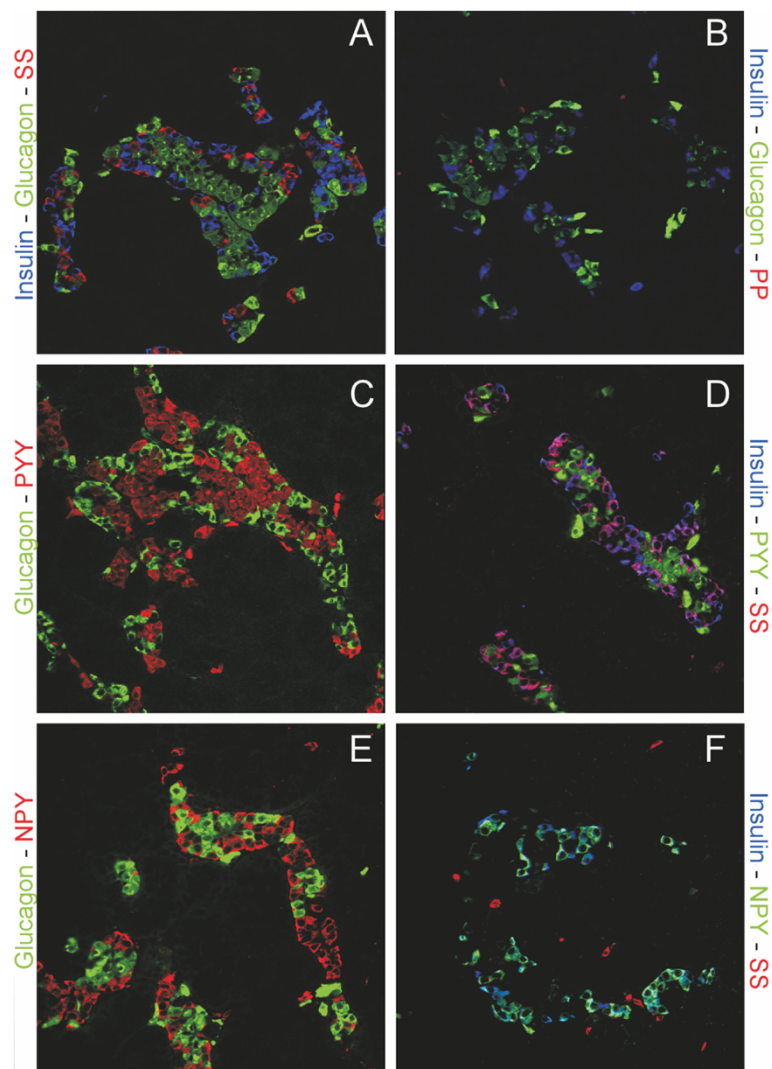 A
B
Insulin - Glucagon - SS
Insulin - Glucagon - PP
C
D
Glucagon - PYY
Insulin - PYY - SS
E
F
Glucagon - NPY
Insulin - NPY - SS